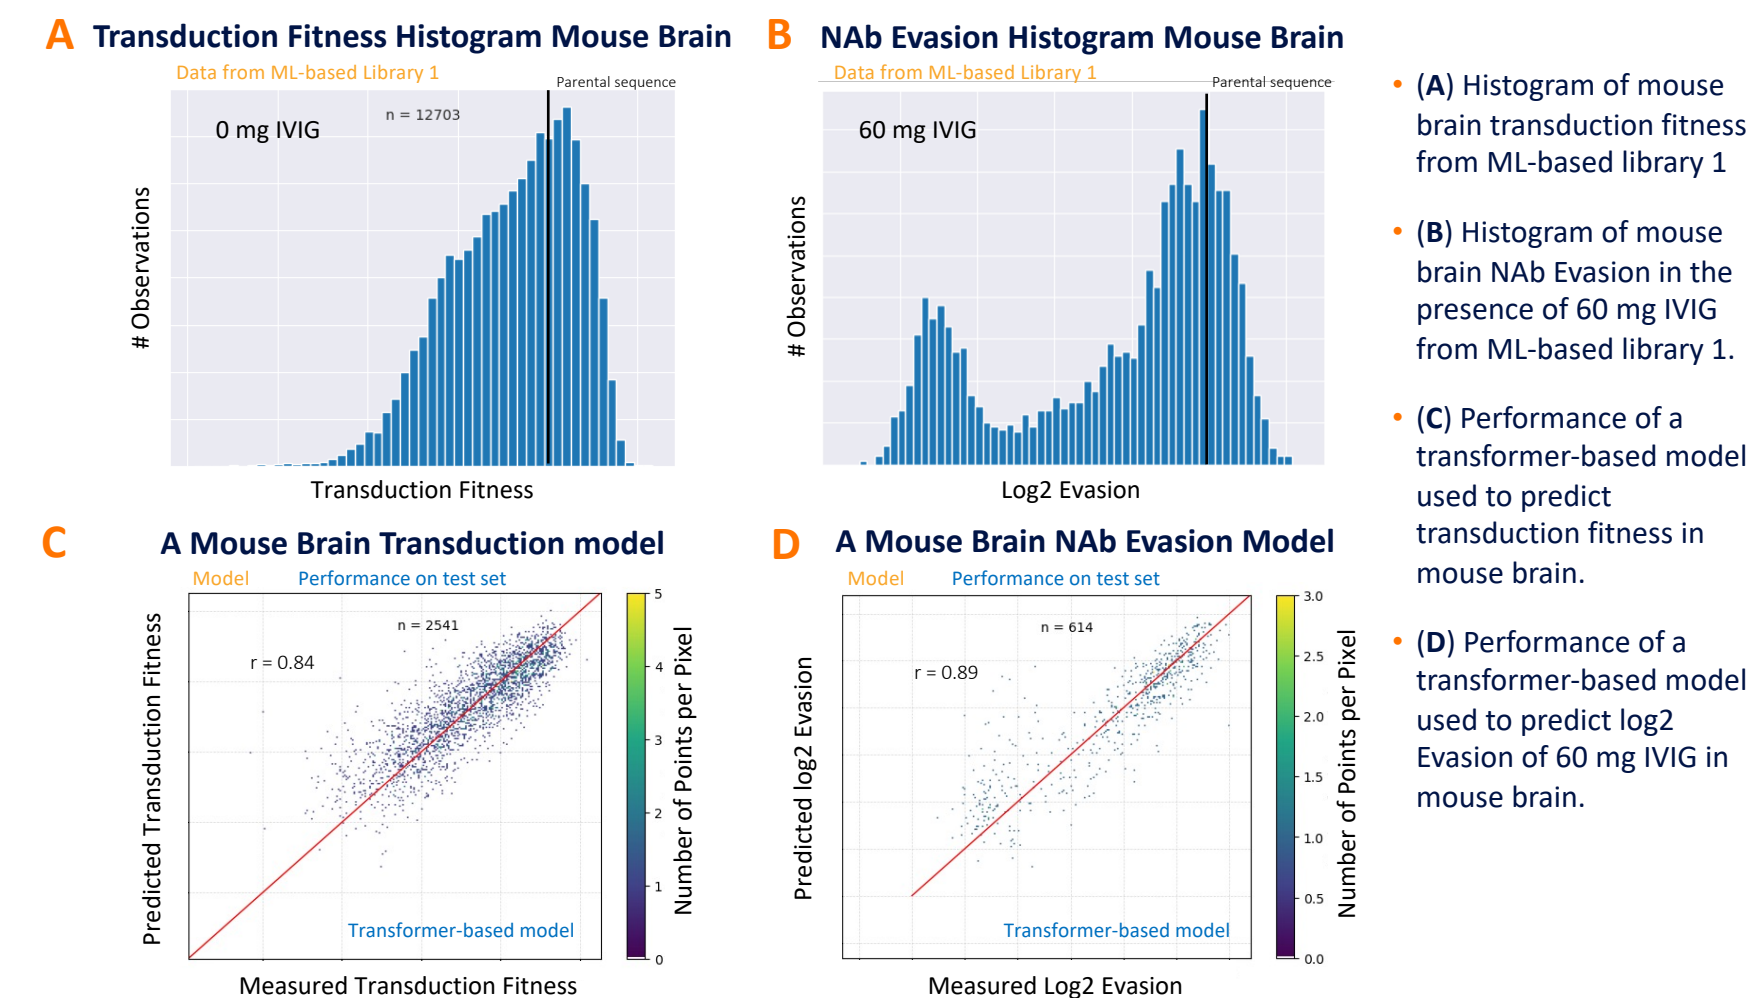 A Transduction Fitness Histogram Mouse Brain
Data from ML-based Library 1
Parental sequence
0 mg IVIG
n = 12703
# Observations
Transduction Fitness
B NAb Evasion Histogram Mouse Brain
Data from ML-based Library 1
Parental sequence
60 mg IVIG
# Observations
Log2 Evasion
C A Mouse Brain Transduction model
Model Performance on test set
n = 2541
r = 0.84
Predicted Transduction Fitness
Transformer-based model
Measured Transduction Fitness
5
4
3
2
1
0
Number of Points per Pixel
D A Mouse Brain NAb Evasion Model
Model Performance on test set
n = 614
r = 0.89
Predicted log2 Evasion
Transformer-based model
Measured Log2 Evasion
3.0
2.5
2.0
1.5
1.0
0.5
0.0
Number of Points per Pixel
• (A) Histogram of mouse
brain transduction fitness
from ML-based library 1
• (B) Histogram of mouse
brain NAb Evasion in the
presence of 60 mg IVIG
from ML-based library 1.
• (C) Performance of a
transformer-based model
used to predict
transduction fitness in
mouse brain.
• (D) Performance of a
transformer-based model
used to predict log2
Evasion of 60 mg IVIG in
mouse brain.